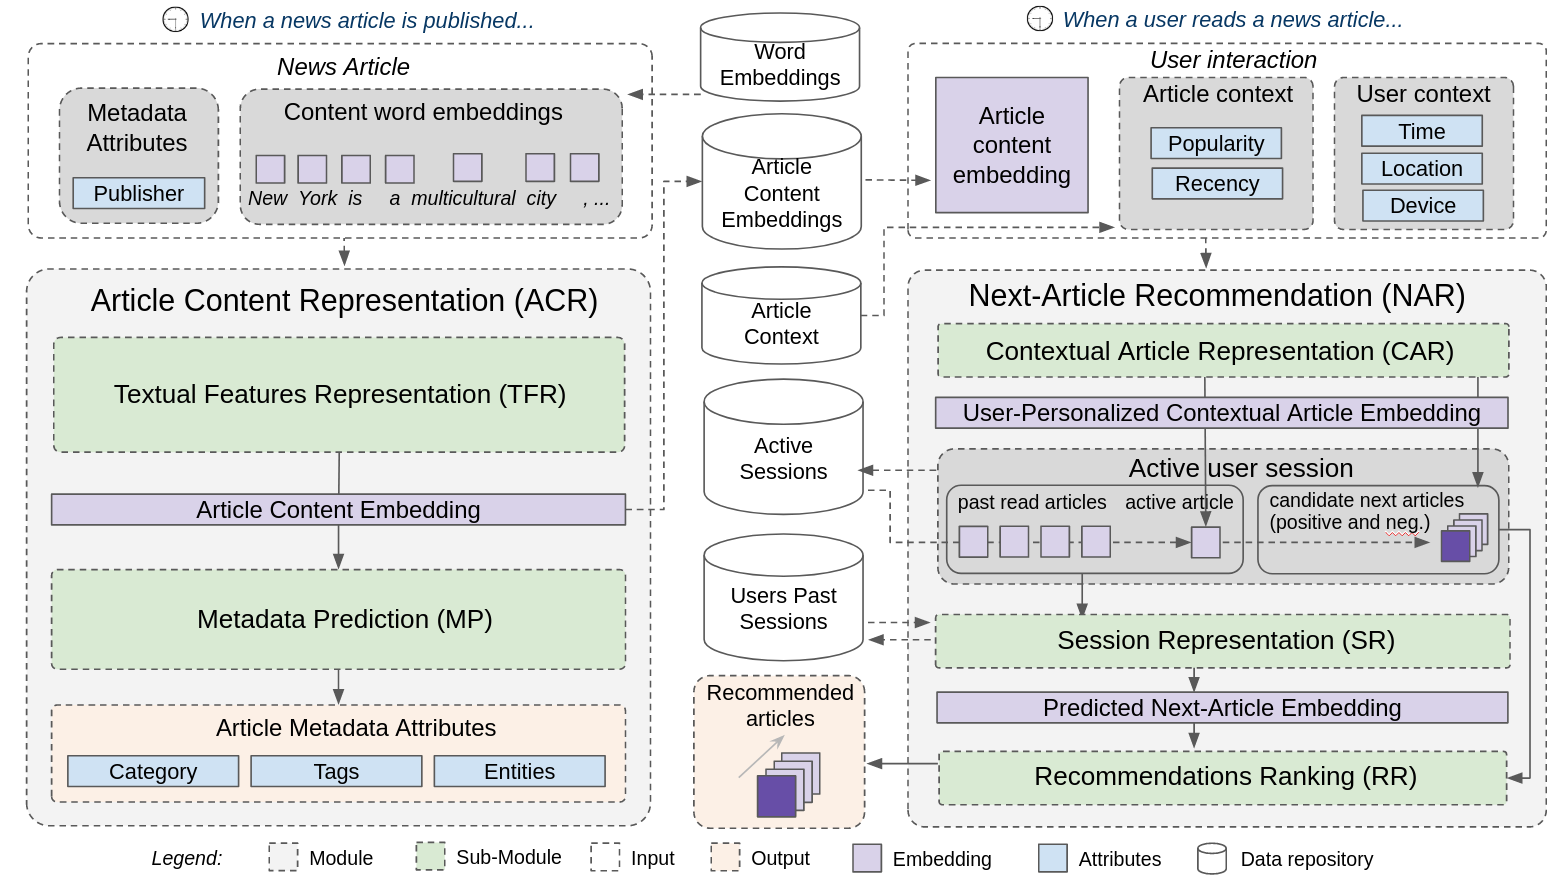 When a news article is published...
News Article
Metadata
Attributes
Publisher
Content word embeddings
New York is a multicultural city , ...
Article Content Representation (ACR)
Textual Features Representation (TFR)
Article Content Embedding
Metadata Prediction (MP)
Article Metadata Attributes
Category
Tags
Entities
Word
Embeddings
Article
Content
Embeddings
Article
Context
Active
Sessions
Users Past
Sessions
Recommended
articles
When a user reads a news article...
User interaction
Article
content
embedding
Article context
Popularity
Recency
User context
Time
Location
Device
Next-Article Recommendation (NAR)
Contextual Article Representation (CAR)
User-Personalized Contextual Article Embedding
Active user session
past read articles
active article
candidate next articles
(positive and neg.)
Session Representation (SR)
Predicted Next-Article Embedding
Recommendations Ranking (RR)
Legend:
Module
Sub-Module
Input
Output
Embedding
Attributes
Data repository